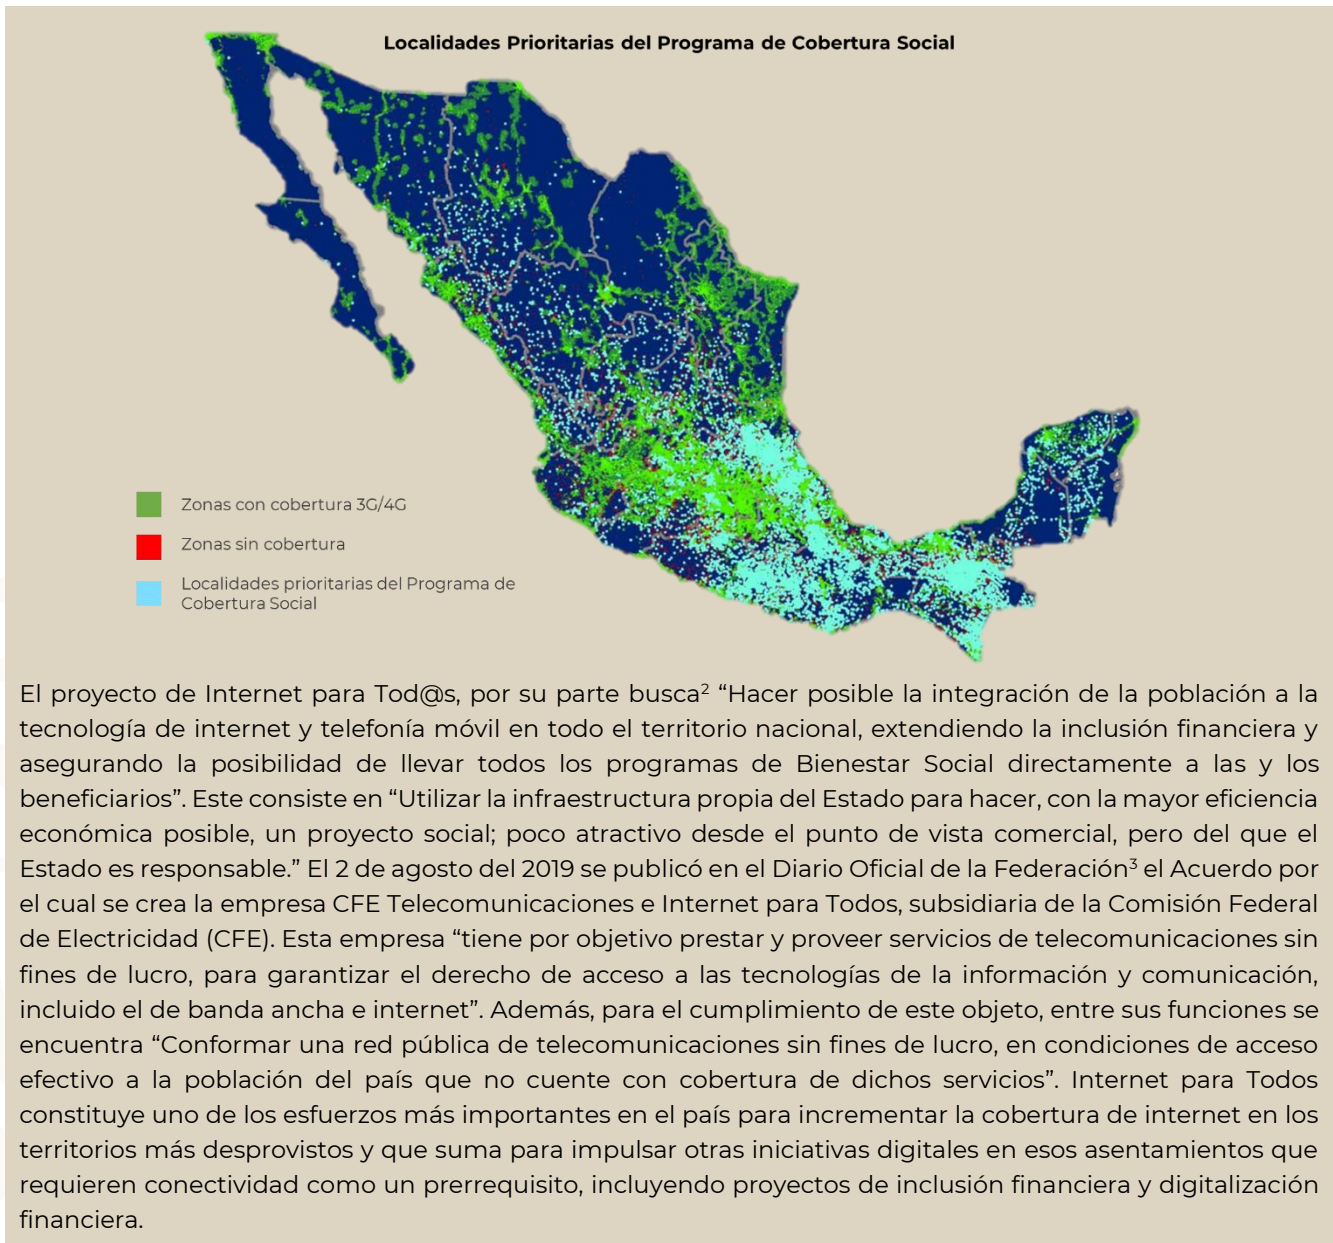 Localidades Prioritarias del Programa de Cobertura Social
Zonas con cobertura 3G/4G
Zonas sin cobertura
Localidades prioritarias del Programa de
Cobertura Social
El proyecto de Internet para Tod@s, por su parte busca² “Hacer posible la integración de la población a la
tecnología de internet y telefonía móvil en todo el territorio nacional, extendiendo la inclusión financiera y
asegurando la posibilidad de llevar todos los programas de Bienestar Social directamente a las y los
beneficiarios”. Este consiste en “Utilizar la infraestructura propia del Estado para hacer, con la mayor eficiencia
económica posible, un proyecto social; poco atractivo desde el punto de vista comercial, pero del que el
Estado es responsable.” El 2 de agosto del 2019 se publicó en el Diario Oficial de la Federación³ el Acuerdo por
el cual se crea la empresa CFE Telecomunicaciones e Internet para Todos, subsidiaria de la Comisión Federal
de Electricidad (CFE). Esta empresa “tiene por objetivo prestar y proveer servicios de telecomunicaciones sin
fines de lucro, para garantizar el derecho de acceso a las tecnologías de la información y comunicación,
incluido el de banda ancha e internet”. Además, para el cumplimiento de este objeto, entre sus funciones se
encuentra “Conformar una red pública de telecomunicaciones sin fines de lucro, en condiciones de acceso
efectivo a la población del país que no cuente con cobertura de dichos servicios”. Internet para Todos
constituye uno de los esfuerzos más importantes en el país para incrementar la cobertura de internet en los
territorios más desprovistos y que suma para impulsar otras iniciativas digitales en esos asentamientos que
requieren conectividad como un prerrequisito, incluyendo proyectos de inclusión financiera y digitalización
financiera.